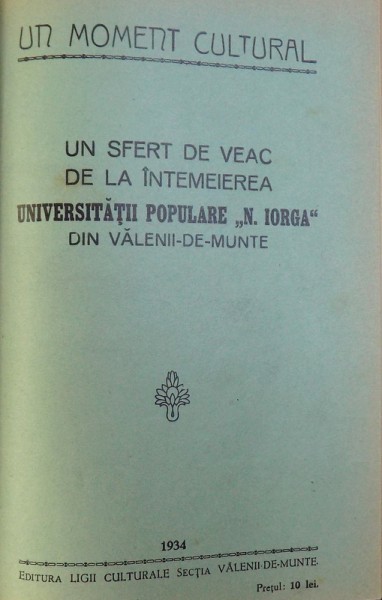 UN MOMENT CULTURAL
UN SFERT DE VEAC
DE LA ÎNTEMEIEREA
UNIVERSITĂȚII POPULARE „N. IORGA“
DIN VĂLENII-DE-MUNTE
1934
EDITURA LIGII CULTURALE SECȚIA VĂLENII-DE-MUNTE.
Prețul: 10 lei.